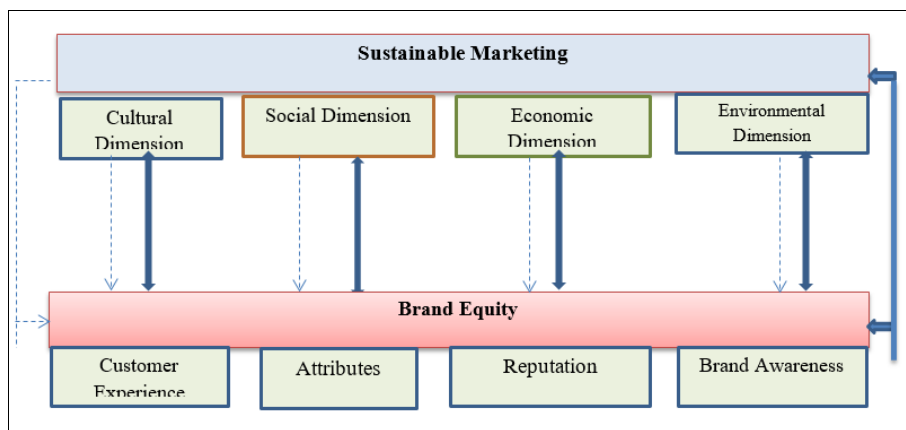 Sustainable Marketing
Cultural
Dimension
Social Dimension
Economic
Dimension
Environmental
Dimension
Brand Equity
Customer
Experience
Attributes
Reputation
Brand Awareness